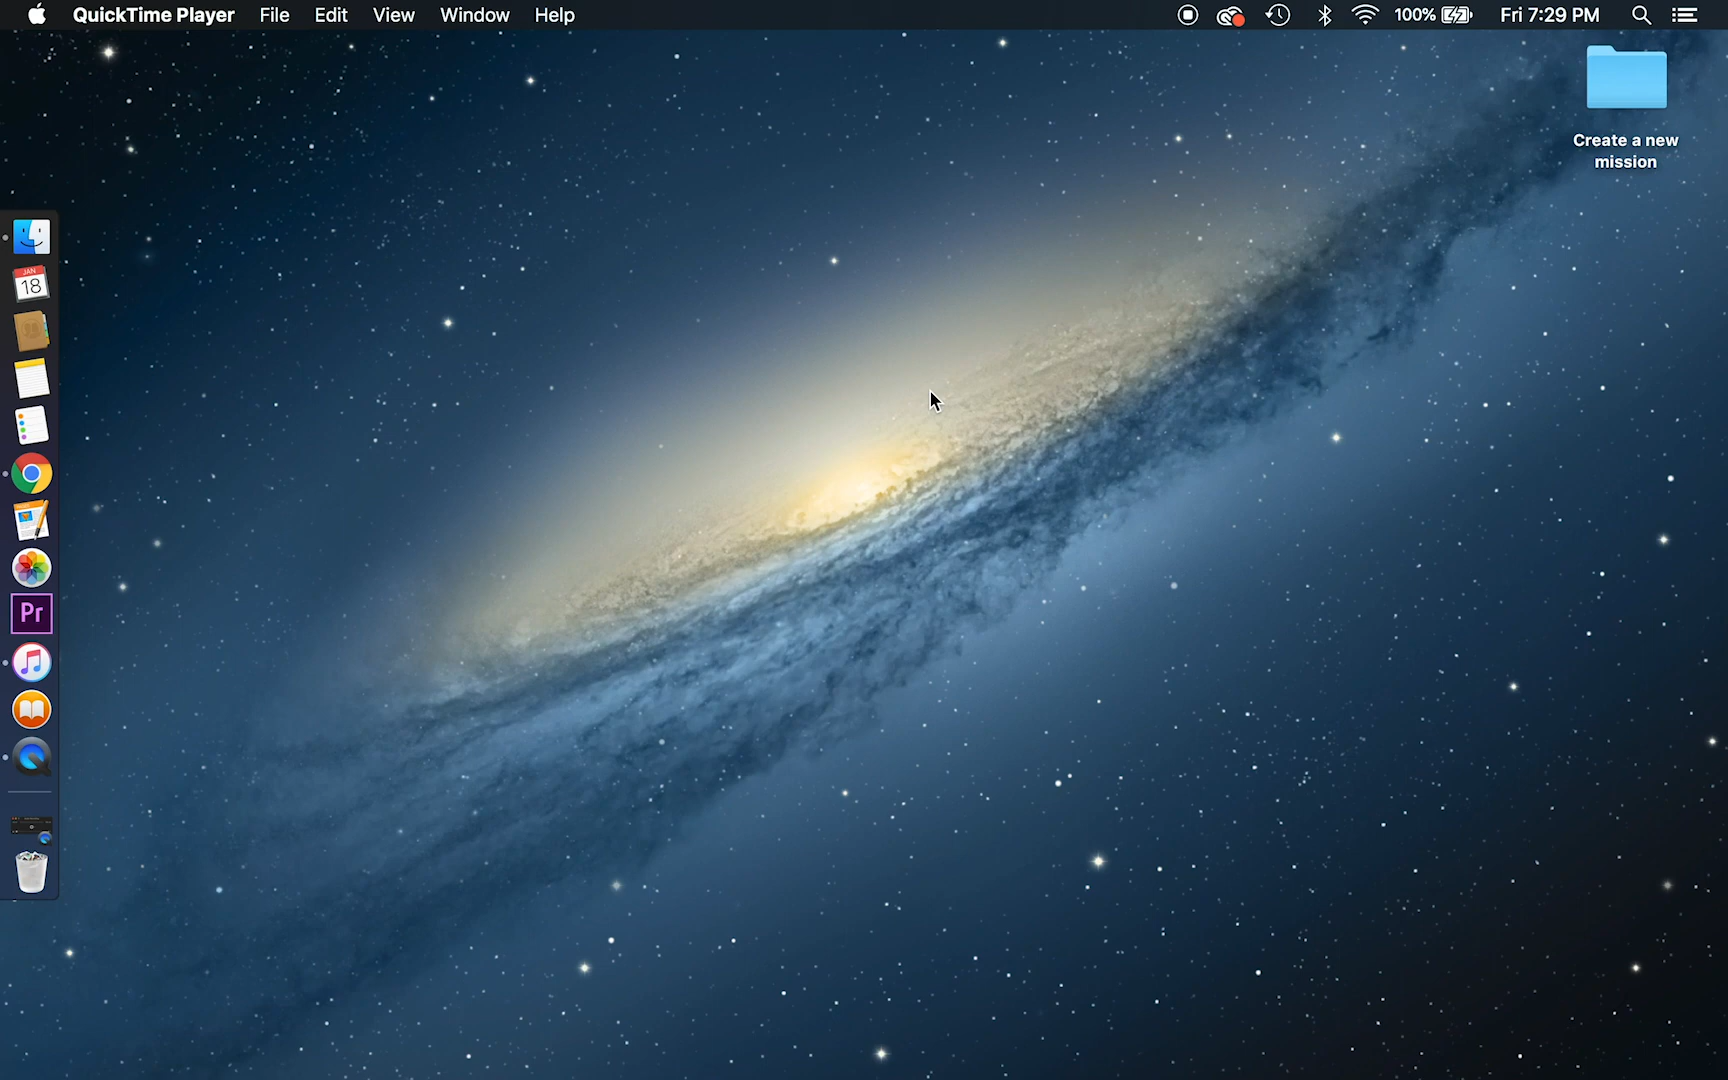 QuickTime Player File Edit View Window Help 100% Fri 7:29 PM
Create a new
mission
JAN
18
Pr